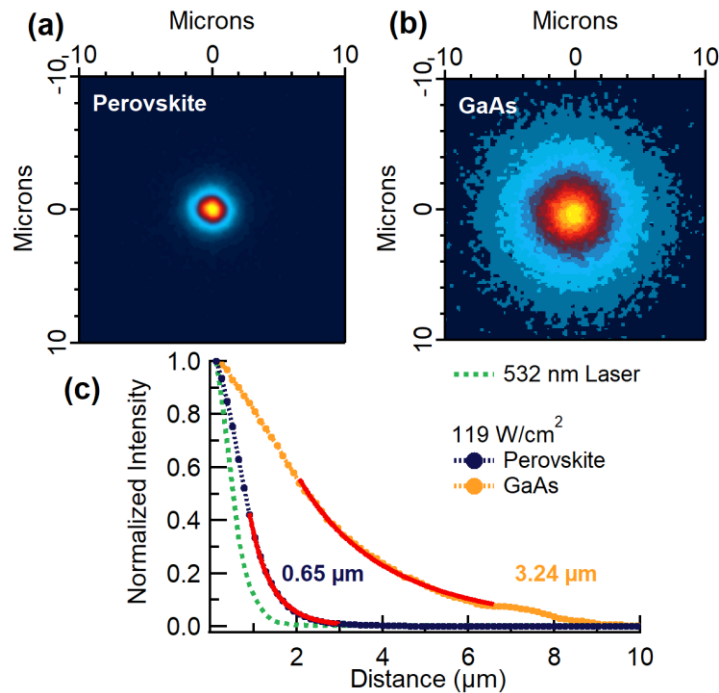 (a)
Microns
-10 0 10
Perovskite
-10
0
10
Microns
(b)
Microns
-10 0 10
GaAs
-10
0
10
Microns
(c)
1.0
0.8
0.6
0.4
0.2
0.0
Normalized Intensity
532 nm Laser
119 W/cm²
Perovskite
GaAs
0.65 µm
3.24 µm
2 4 6 8 10
Distance (µm)